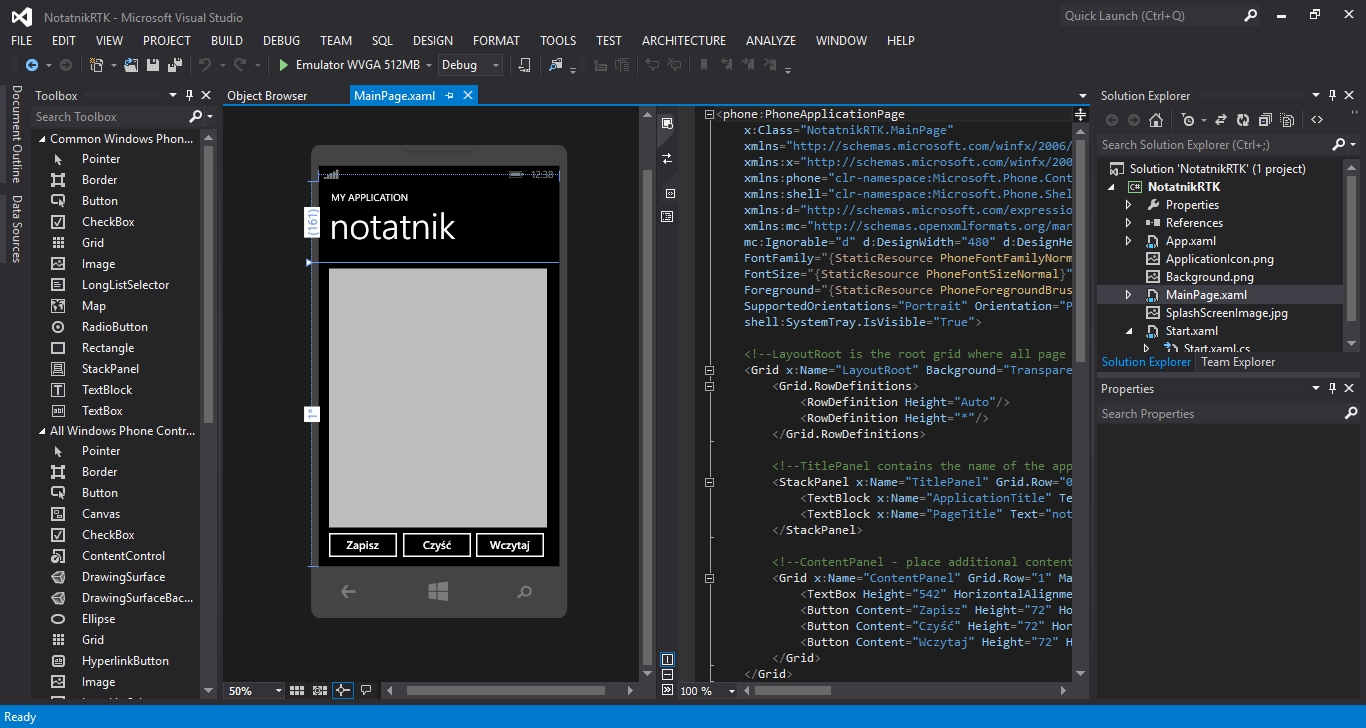 NotatnikRTK - Microsoft Visual Studio
Quick Launch (Ctrl+Q)
FILE EDIT VIEW PROJECT BUILD DEBUG TEAM SQL DESIGN FORMAT TOOLS TEST ARCHITECTURE ANALYZE WINDOW HELP
Emulator WVGA 512MB Debug
Document Outline
Data Sources
Toolbox
Search Toolbox
Common Windows Phon...
Pointer
Border
Button
CheckBox
Grid
Image
LongListSelector
Map
RadioButton
Rectangle
StackPanel
TextBlock
TextBox
All Windows Phone Contr...
Pointer
Border
Button
Canvas
CheckBox
ContentControl
DrawingSurface
DrawingSurfaceBac...
Ellipse
Grid
HyperlinkButton
Image
Object Browser MainPage.xaml
12:38
MY APPLICATION
notatnik
(161)
1*
Zapisz Czyść Wczytaj
50%
<phone:PhoneApplicationPage
x:Class="NotatnikRTK.MainPage"
xmlns="http://schemas.microsoft.com/winfx/2006/
xmlns:x="http://schemas.microsoft.com/winfx/200
xmlns:phone="clr-namespace:Microsoft.Phone.Cont
xmlns:shell="clr-namespace:Microsoft.Phone.Shel
xmlns:d="http://schemas.microsoft.com/expressio
xmlns:mc="http://schemas.openxmlformats.org/mar
mc:Ignorable="d" d:DesignWidth="480" d:DesignHe
FontFamily="{StaticResource PhoneFontFamilyNorm
FontSize="{StaticResource PhoneFontSizeNormal}"
Foreground="{StaticResource PhoneForegroundBrus
SupportedOrientations="Portrait" Orientation="P
shell:SystemTray.IsVisible="True">
<!--LayoutRoot is the root grid where all page
<Grid x:Name="LayoutRoot" Background="Transpare
<Grid.RowDefinitions>
<RowDefinition Height="Auto"/>
<RowDefinition Height="*"/>
</Grid.RowDefinitions>
<!--TitlePanel contains the name of the app
<StackPanel x:Name="TitlePanel" Grid.Row="0
<TextBlock x:Name="ApplicationTitle" Te
<TextBlock x:Name="PageTitle" Text="not
</StackPanel>
<!--ContentPanel - place additional content
<Grid x:Name="ContentPanel" Grid.Row="1" Ma
<TextBox Height="542" HorizontalAlignme
<Button Content="Zapisz" Height="72" Ho
<Button Content="Czyść" Height="72" Hor
<Button Content="Wczytaj" Height="72" H
</Grid>
</Grid>
100 %
Solution Explorer
Search Solution Explorer (Ctrl+;)
Solution 'NotatnikRTK' (1 project)
NotatnikRTK
Properties
References
App.xaml
ApplicationIcon.png
Background.png
MainPage.xaml
SplashScreenImage.jpg
Start.xaml
Start.xaml.cs
Solution Explorer Team Explorer
Properties
Search Properties
Ready